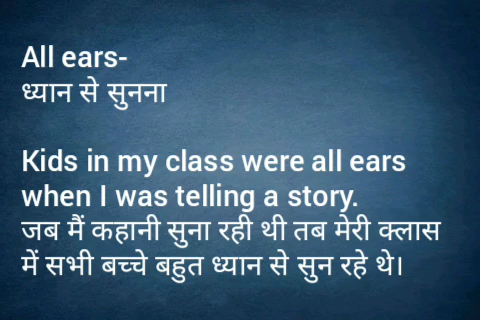 All ears-
ध्यान से सुनना
Kids in my class were all ears
when I was telling a story.
जब मैं कहानी सुना रही थी तब मेरी क्लास
में सभी बच्चे बहुत ध्यान से सुन रहे थे।